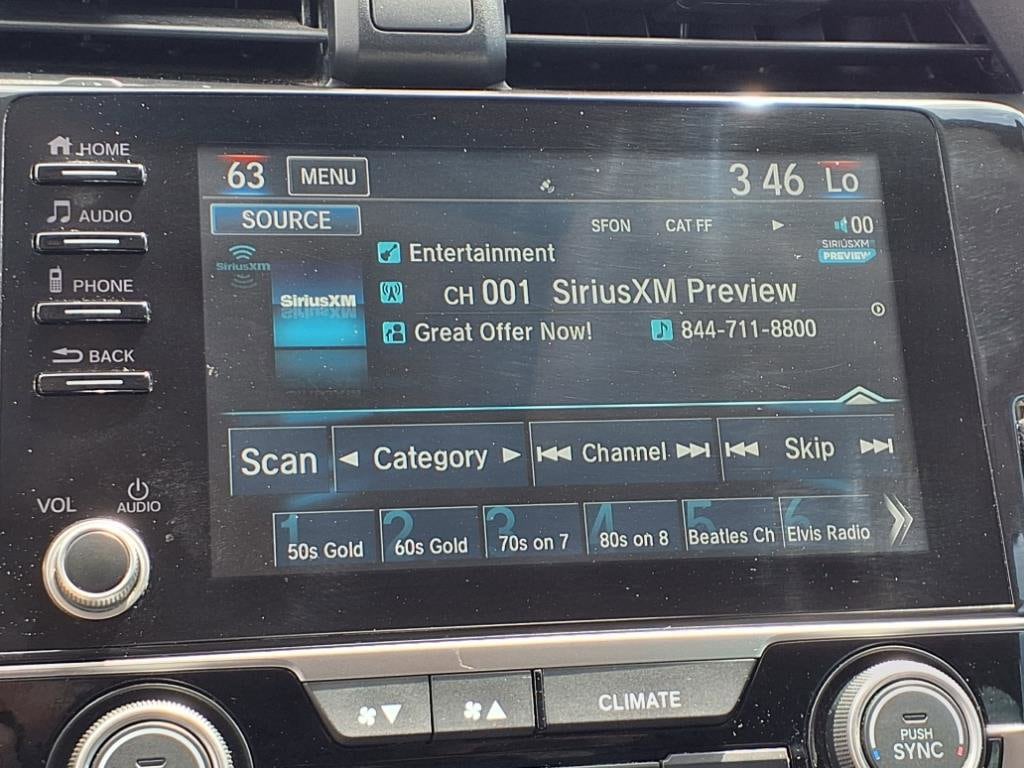 HOME
63 MENU 3 46 Lo
AUDIO
SOURCE SFON CAT FF 00
SIRIUSXM
PREVIEW
SiriusXM
Entertainment
PHONE
SiriusXM
CH 001 SiriusXM Preview
Great Offer Now! 844-711-8800
BACK
Scan Category Channel Skip
VOL AUDIO
1 50s Gold
2 60s Gold
3 70s on 7
4 80s on 8
5 Beatles Ch
6 Elvis Radio
CLIMATE
PUSH
SYNC